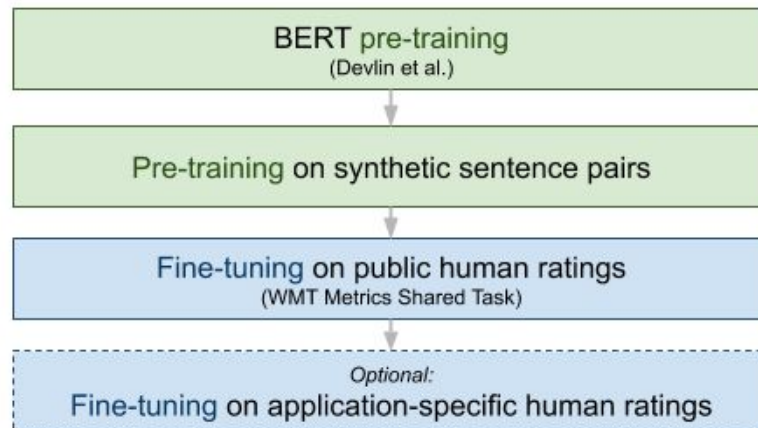 BERT pre-training
(Devlin et al.)
Pre-training on synthetic sentence pairs
Fine-tuning on public human ratings
(WMT Metrics Shared Task)
Optional:
Fine-tuning on application-specific human ratings